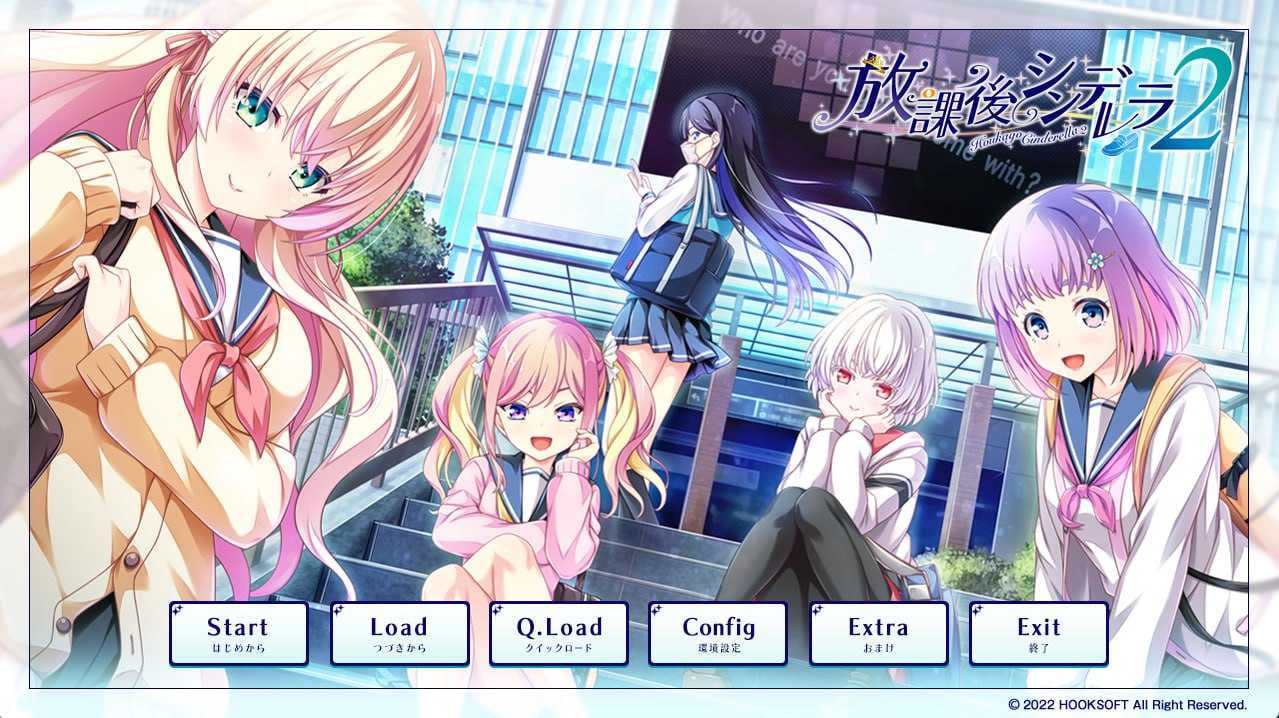 who are you
come with?
放課後シンデレラ2
Houkago Cinderella2
Start
はじめから
Load
つづきから
Q.Load
クイックロード
Config
環境設定
Extra
おまけ
Exit
終了
© 2022 HOOKSOFT All Right Reserved.